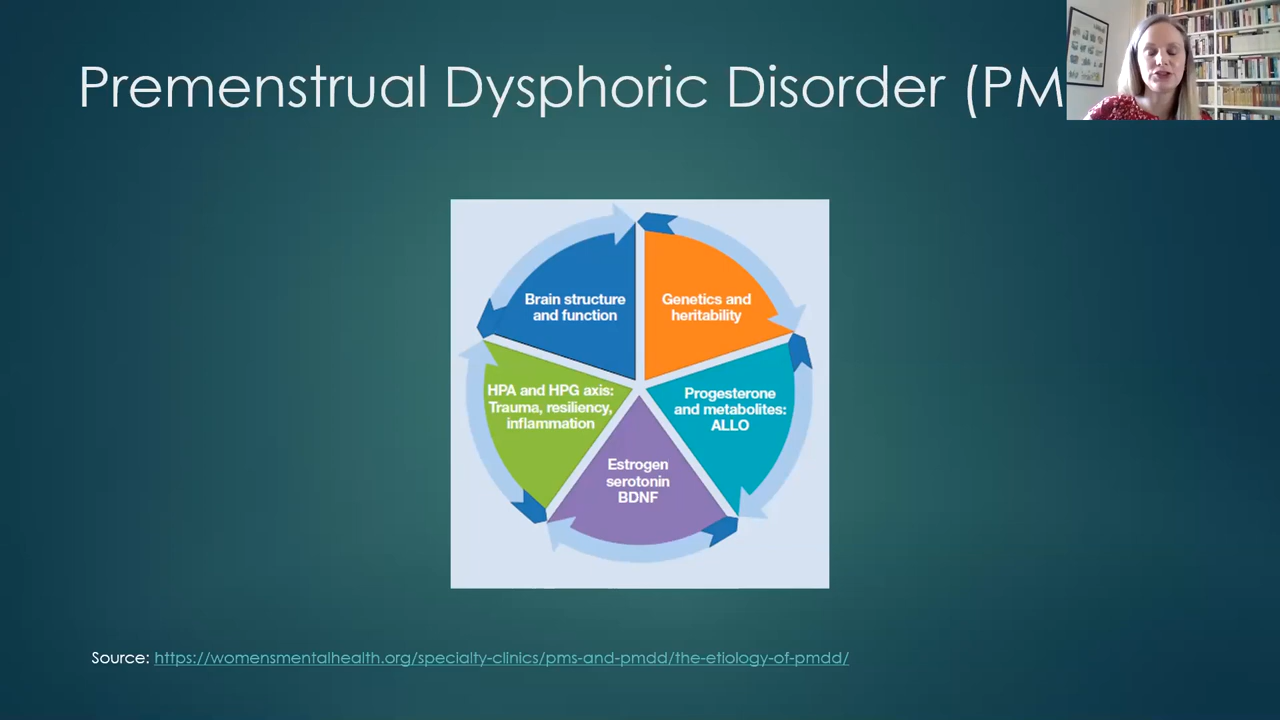 Premenstrual Dysphoric Disorder (PM
Brain structure
and function
Genetics and
heritability
HPA and HPG axis:
Trauma, resiliency,
inflammation
Progesterone
and metabolites:
ALLO
Estrogen
serotonin
BDNF
Source: https://womensmentalhealth.org/specialty-clinics/pms-and-pmdd/the-etiology-of-pmdd/